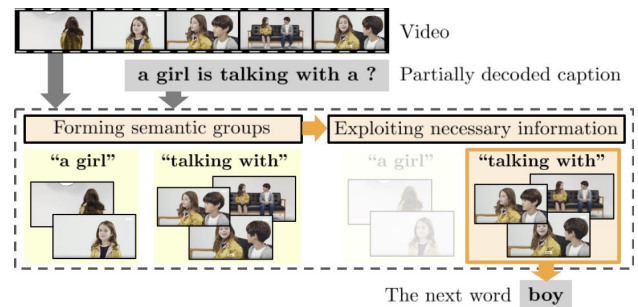 Video
a girl is talking with a ?
Partially decoded caption
Forming semantic groups
Exploiting necessary information
“a girl”
“talking with”
“a girl”
“talking with”
The next word boy